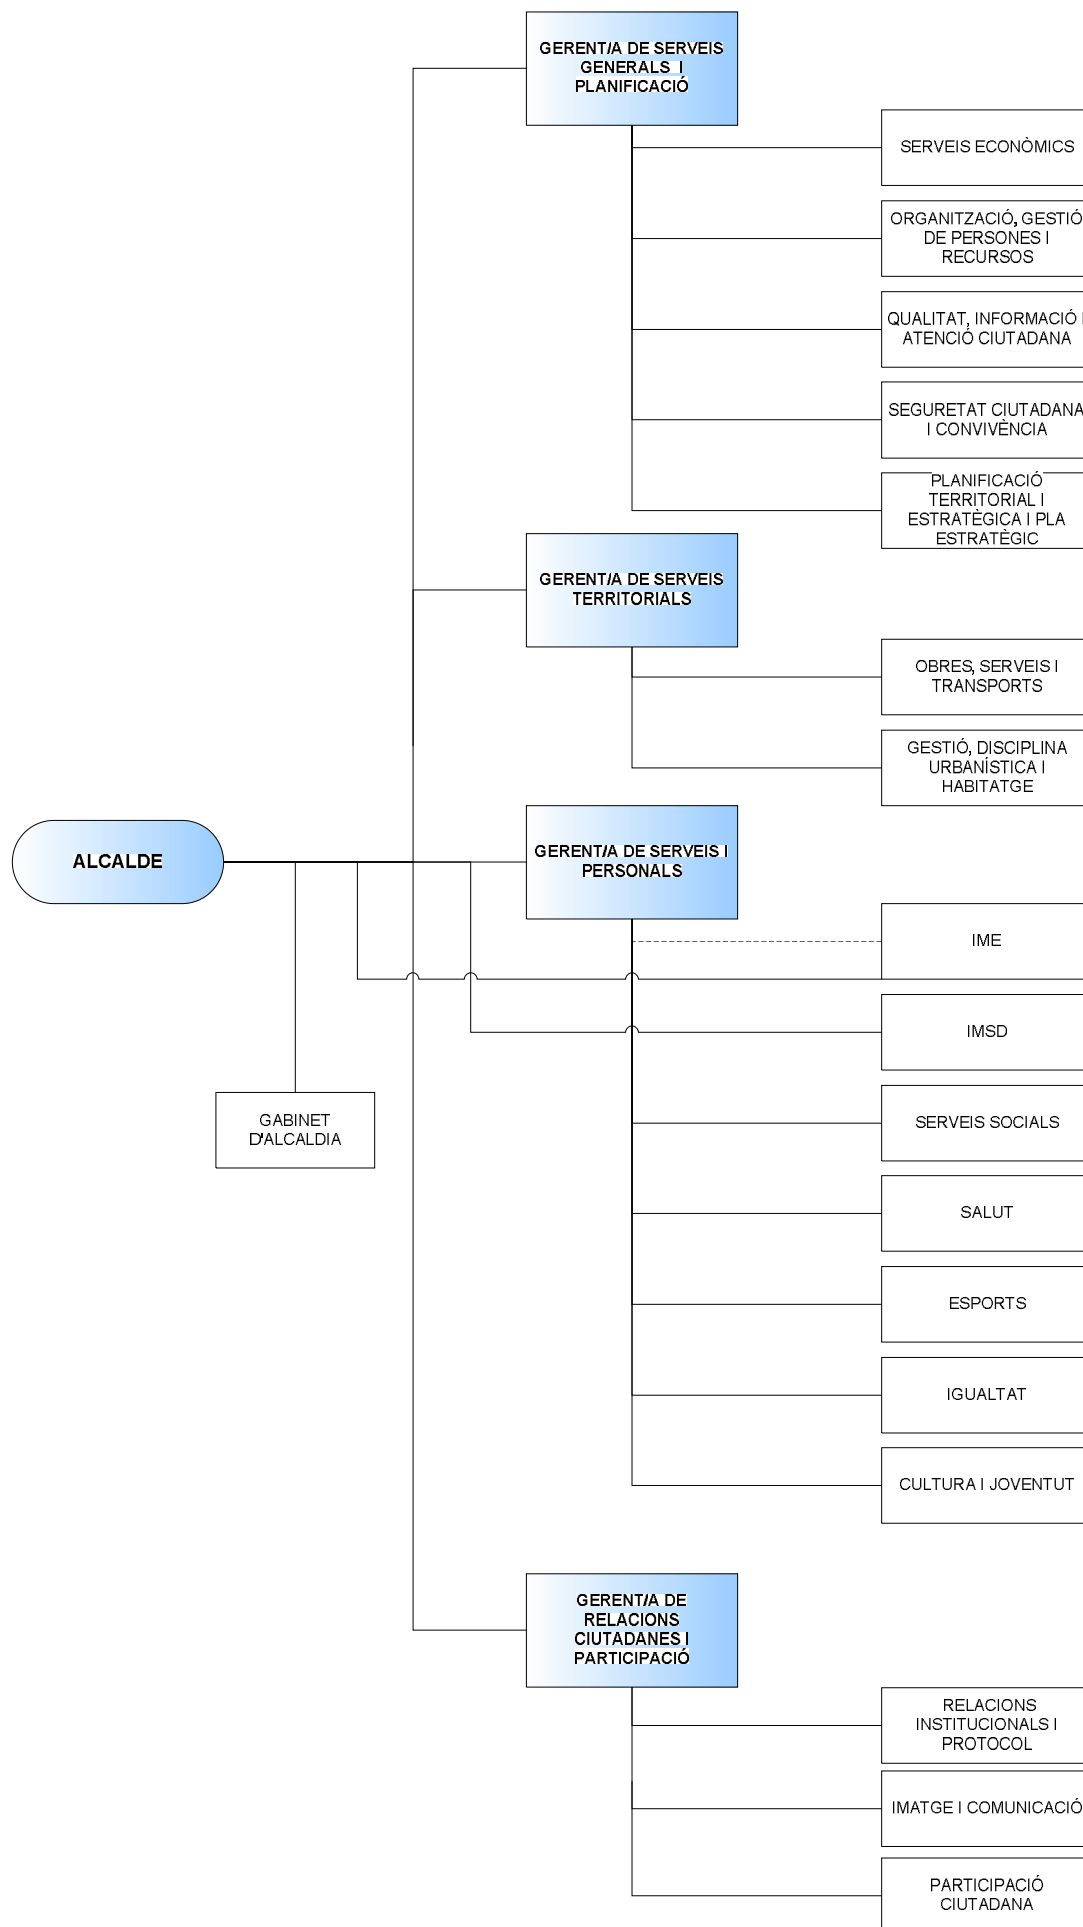 GERENT/A DE SERVEIS
GENERALS I
PLANIFICACIÓ
SERVEIS ECONÒMICS
ORGANITZACIÓ, GESTIÓ
DE PERSONES I
RECURSOS
QUALITAT, INFORMACIÓ I
ATENCIÓ CIUTADANA
SEGURETAT CIUTADANA
I CONVIVÈNCIA
PLANIFICACIÓ
TERRITORIAL I
ESTRATÈGICA I PLA
ESTRATÈGIC
GERENT/A DE SERVEIS
TERRITORIALS
OBRES, SERVEIS I
TRANSPORTS
GESTIÓ, DISCIPLINA
URBANÍSTICA I
HABITATGE
ALCALDE
GERENT/A DE SERVEIS I
PERSONALS
IME
IMSD
GABINET
D'ALCALDIA
SERVEIS SOCIALS
SALUT
ESPORTS
IGUALTAT
CULTURA I JOVENTUT
GERENT/A DE
RELACIONS
CIUTADANES I
PARTICIPACIÓ
RELACIONS
INSTITUCIONALS I
PROTOCOL
IMATGE I COMUNICACIÓ
PARTICIPACIÓ
CIUTADANA